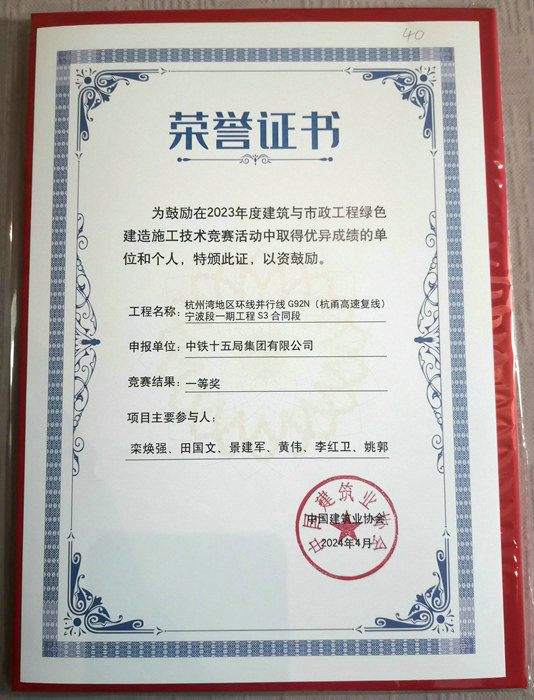 40
荣誉证书
为鼓励在2023年度建筑与市政工程绿色
建造施工技术竞赛活动中取得优异成绩的单
位和个人，特颁此证，以资鼓励。
工程名称：杭州湾地区环线并行线 G92N（杭甬高速复线）
宁波段一期工程 S3 合同段
申报单位：中铁十五局集团有限公司
竞赛结果：一等奖
项目主要参与人：
栾焕强、田国文、景建军、黄伟、李红卫、姚郭
中国建筑业协会
中国建筑业协会
2024年4月